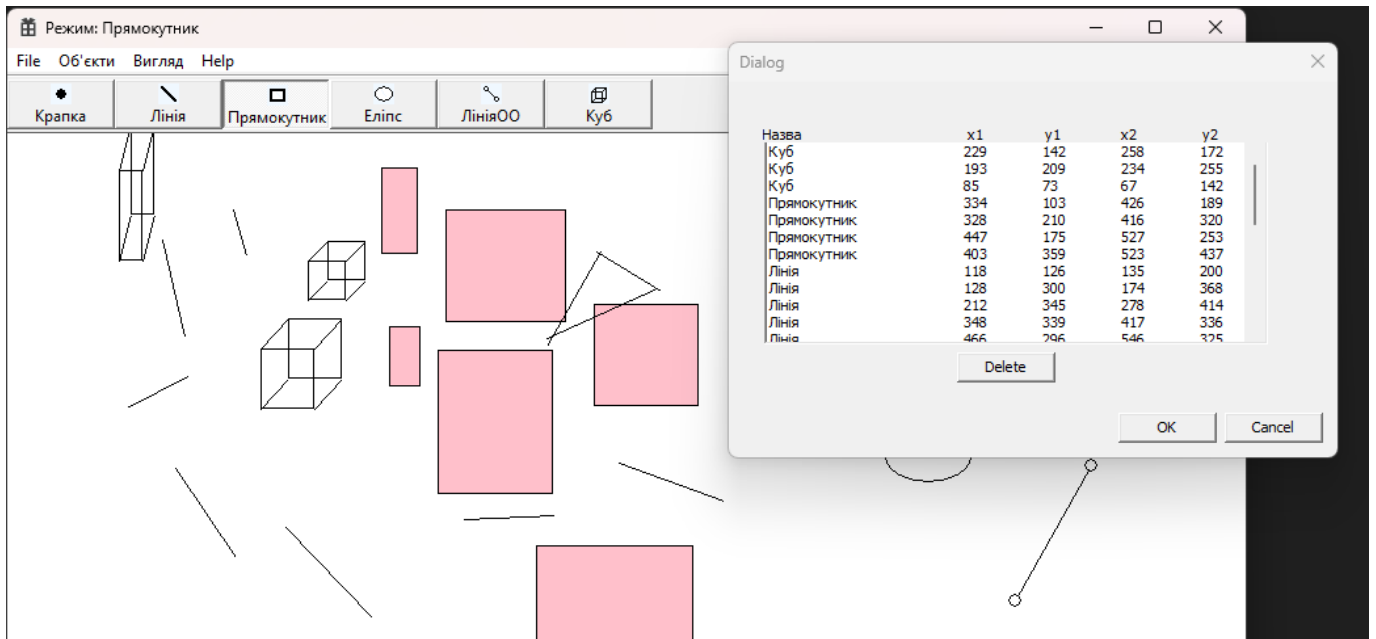 Режим: Прямокутник
File Об'єкти Вигляд Help
Крапка Лінія Прямокутник Еліпс ЛініяОО Куб
Dialog
Назва x1 y1 x2 y2
Куб 229 142 258 172
Куб 193 209 234 255
Куб 85 73 67 142
Прямокутник 334 103 426 189
Прямокутник 328 210 416 320
Прямокутник 447 175 527 253
Прямокутник 403 359 523 437
Лінія 118 126 135 200
Лінія 128 300 174 368
Лінія 212 345 278 414
Лінія 348 339 417 336
Лінія 466 296 546 325
Delete
OK Cancel